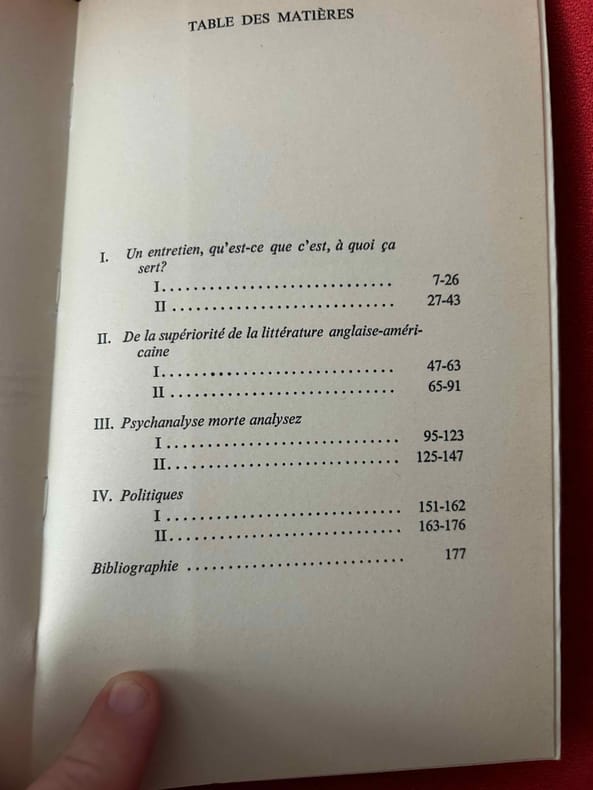 TABLE DES MATIÈRES
I. Un entretien, qu'est-ce que c'est, à quoi ça
sert?
I.............................. 7-26
II ............................ 27-43
II. De la supériorité de la littérature anglaise-améri-
caine
I.............................. 47-63
II ............................ 65-91
III. Psychanalyse morte analysez
I ............................. 95-123
II............................. 125-147
IV. Politiques
I ............................. 151-162
II............................. 163-176
Bibliographie ........................... 177